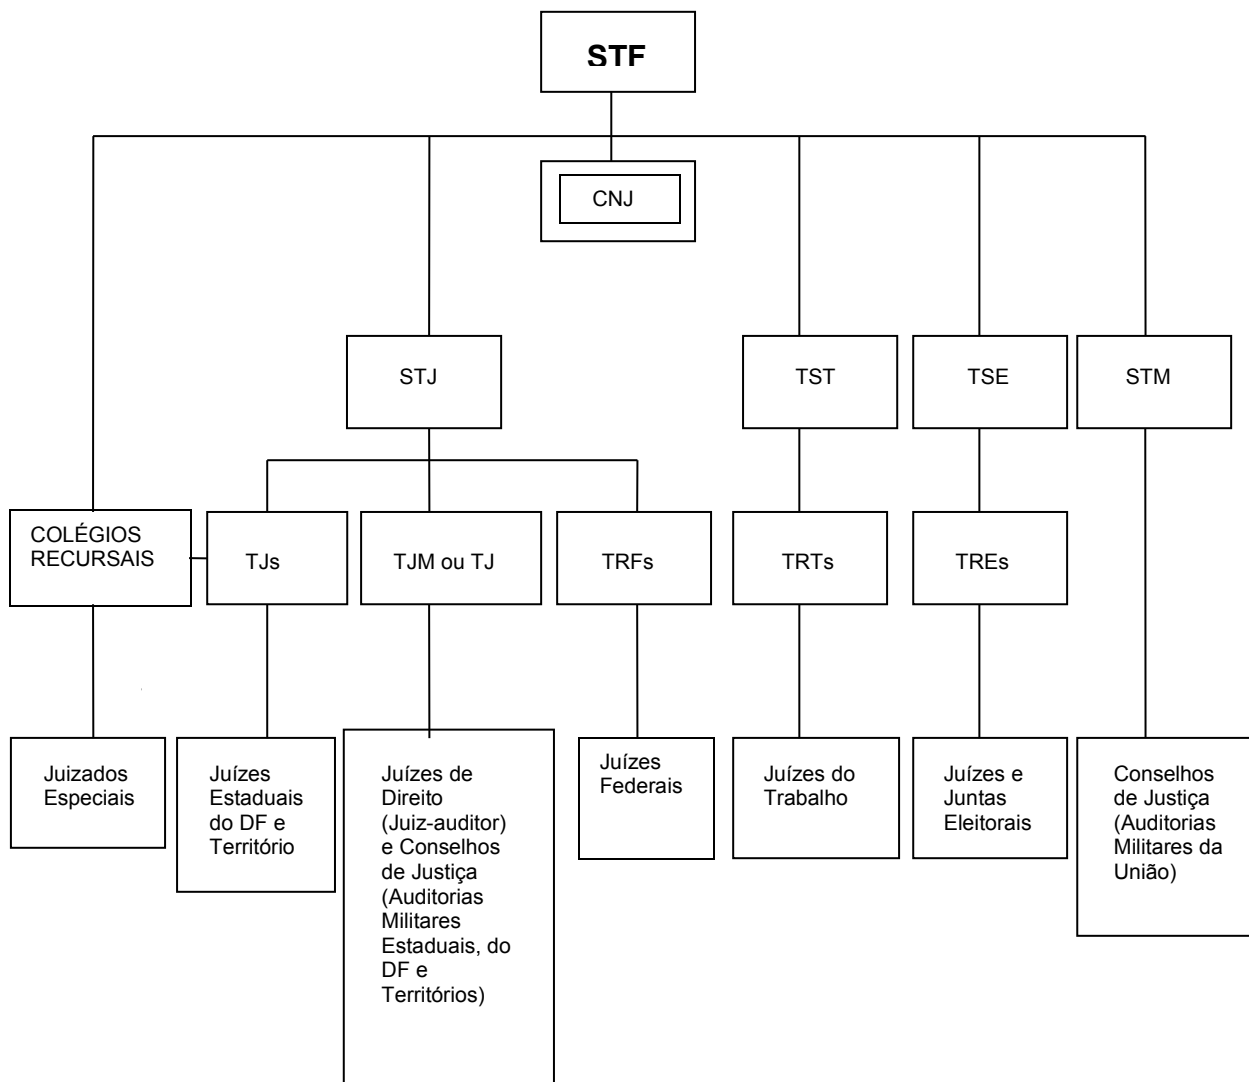 STF
CNJ
STJ
TST
TSE
STM
COLÉGIOS
RECURSAIS
TJs
TJM ou TJ
TRFs
TRTs
TREs
Juizados
Especiais
Juízes
Estaduais
do DF e
Território
Juízes de
Direito
(Juiz-auditor)
e Conselhos
de Justiça
(Auditorias
Militares
Estaduais, do
DF e
Territórios)
Juízes
Federais
Juízes do
Trabalho
Juízes e
Juntas
Eleitorais
Conselhos
de Justiça
(Auditorias
Militares da
União)